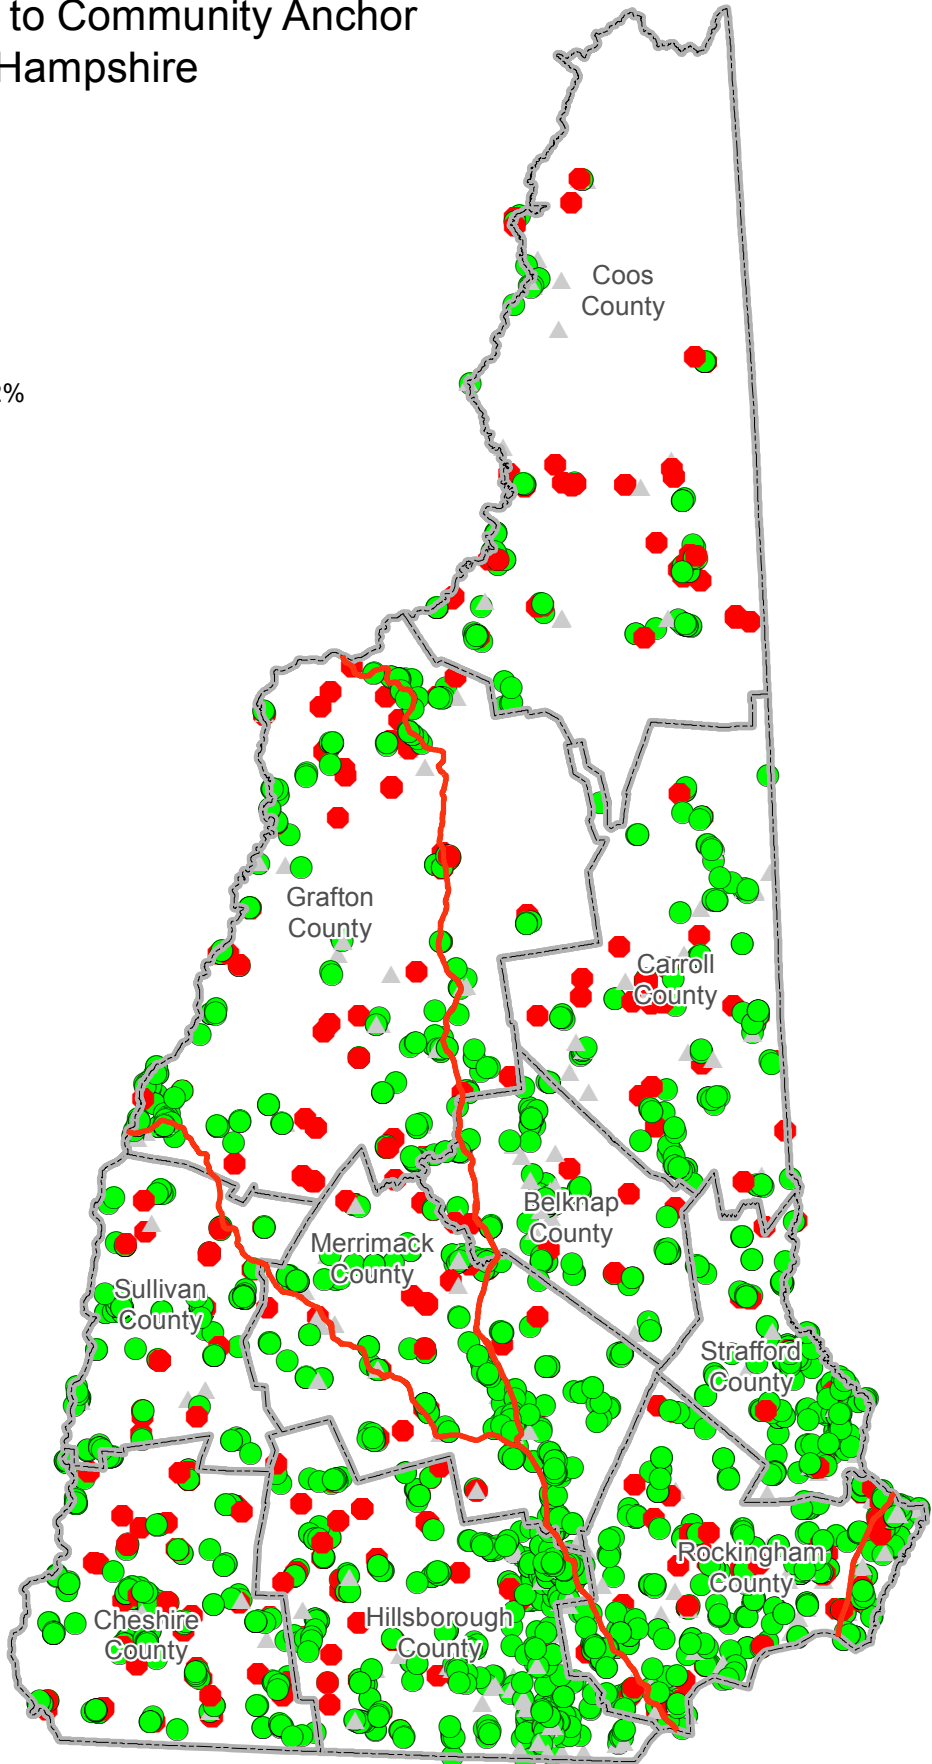 to Community Anchor
Hampshire
2%
Coos
County
Grafton
County
Carroll
County
Belknap
County
Merrimack
County
Sullivan
County
Strafford
County
Rockingham
County
Cheshire
County
Hillsborough
County